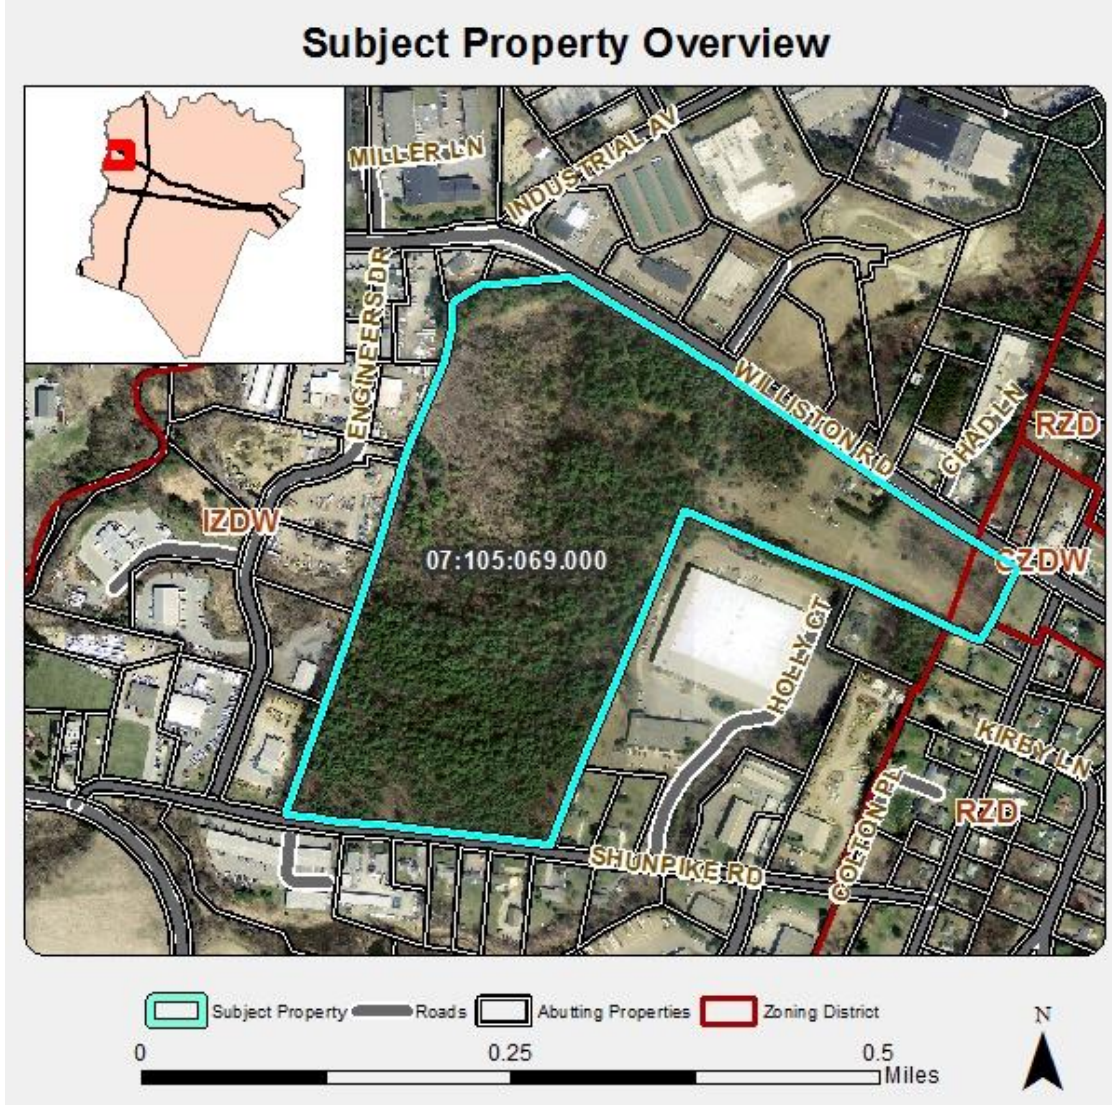 Subject Property Overview
MILLER LN
INDUSTRIAL AV
ENGINEERS DR
WILLISTON RD
CHAD LN
RZD
IZDW
07:105:069.000
CZDW
HOLLY CT
KIRBY LN
COFTON PL
RZD
SHUNPIKE RD
Subject Property Roads Abutting Properties Zoning District
N
0 0.25 0.5
Miles